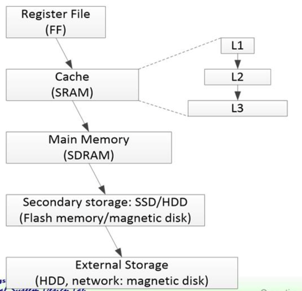 Register File
(FF)
Cache
(SRAM)
L1
L2
L3
Main Memory
(SDRAM)
Secondary storage: SSD/HDD
(Flash memory/magnetic disk)
External Storage
(HDD, network: magnetic disk)